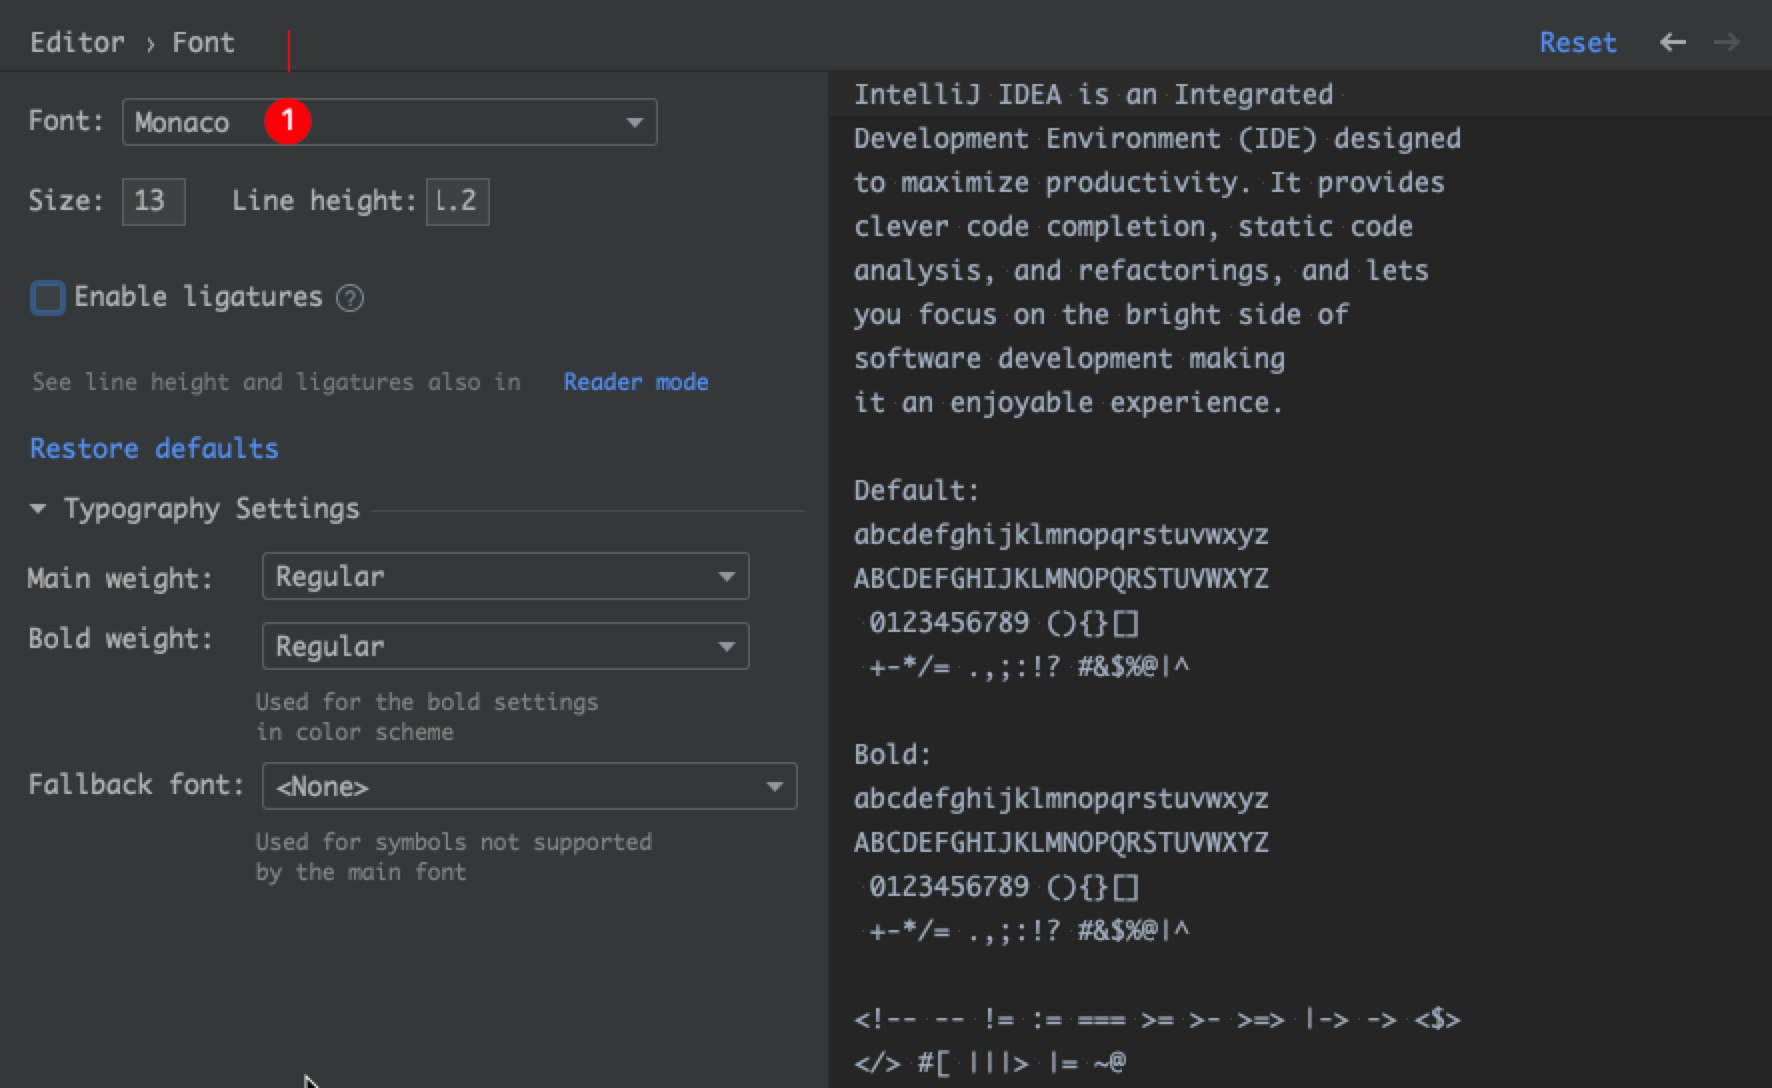 Editor › Font
Reset
Font: Monaco 1
Size: 13 Line height: 1.2
Enable ligatures ?
See line height and ligatures also in Reader mode
Restore defaults
Typography Settings
Main weight: Regular
Bold weight: Regular
Used for the bold settings
in color scheme
Fallback font: <None>
Used for symbols not supported
by the main font
IntelliJ IDEA is an Integrated
Development Environment (IDE) designed
to maximize productivity. It provides
clever code completion, static code
analysis, and refactorings, and lets
you focus on the bright side of
software development making
it an enjoyable experience.
Default:
abcdefghijklmnopqrstuvwxyz
ABCDEFGHIJKLMNOPQRSTUVWXYZ
0123456789 (){}[]
+-*/= .,;:!? #&$%@|^
Bold:
abcdefghijklmnopqrstuvwxyz
ABCDEFGHIJKLMNOPQRSTUVWXYZ
0123456789 (){}[]
+-*/= .,;:!? #&$%@|^
<!-- -- != := === >= >- >=> |-> -> <$>
</> #[ |||> |= ~@